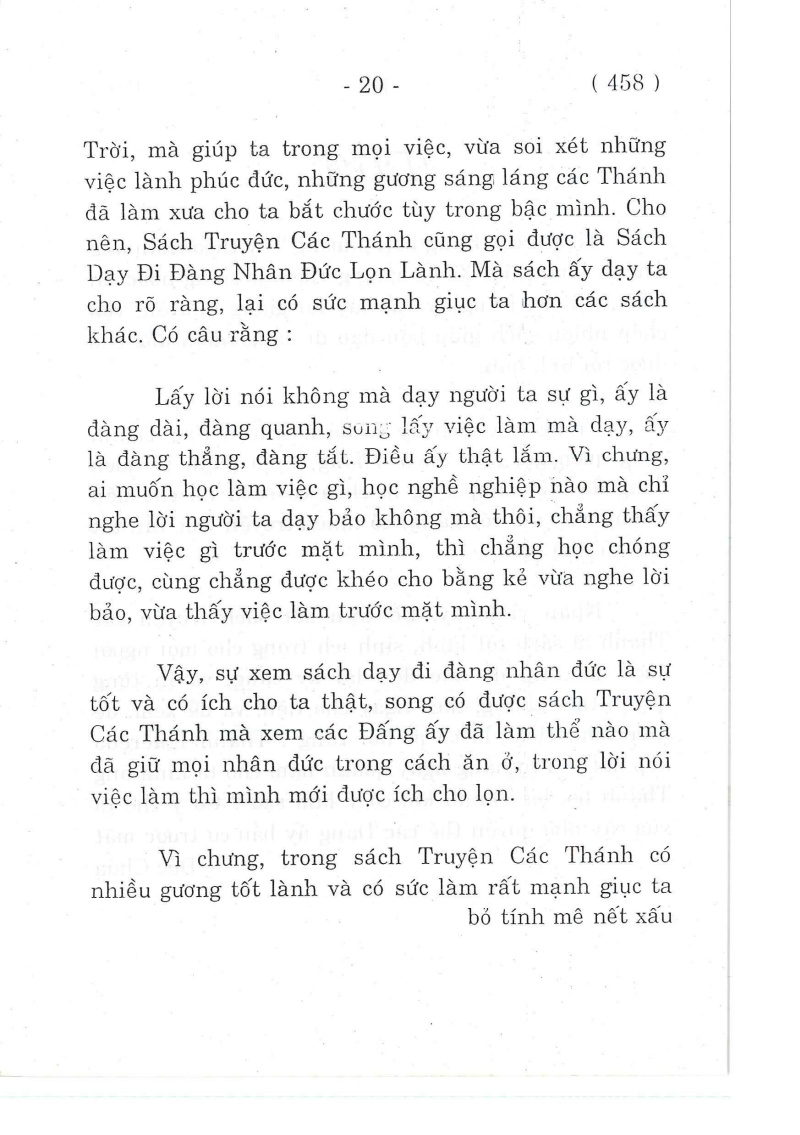 - 20 - ( 458 )
Trời, mà giúp ta trong mọi việc, vừa soi xét những
việc lành phúc đức, những gương sáng láng các Thánh
đã làm xưa cho ta bắt chước tùy trong bậc mình. Cho
nên, Sách Truyện Các Thánh cũng gọi được là Sách
Dạy Đi Đàng Nhân Đức Lọn Lành. Mà sách ấy dạy ta
cho rõ ràng, lại có sức mạnh giục ta hơn các sách
khác. Có câu rằng :
Lấy lời nói không mà dạy người ta sự gì, ấy là
đàng dài, đàng quanh, song lấy việc làm mà dạy, ấy
là đàng thẳng, đàng tắt. Điều ấy thật lắm. Vì chưng,
ai muốn học làm việc gì, học nghề nghiệp nào mà chỉ
nghe lời người ta dạy bảo không mà thôi, chẳng thấy
làm việc gì trước mặt mình, thì chẳng học chóng
được, cùng chẳng được khéo cho bằng kẻ vừa nghe lời
bảo, vừa thấy việc làm trước mặt mình.
Vậy, sự xem sách dạy đi đàng nhân đức là sự
tốt và có ích cho ta thật, song có được sách Truyện
Các Thánh mà xem các Đấng ấy đã làm thể nào mà
đã giữ mọi nhân đức trong cách ăn ở, trong lời nói
việc làm thì mình mới được ích cho lọn.
Vì chưng, trong sách Truyện Các Thánh có
nhiều gương tốt lành và có sức làm rất mạnh giục ta
bỏ tính mê nết xấu